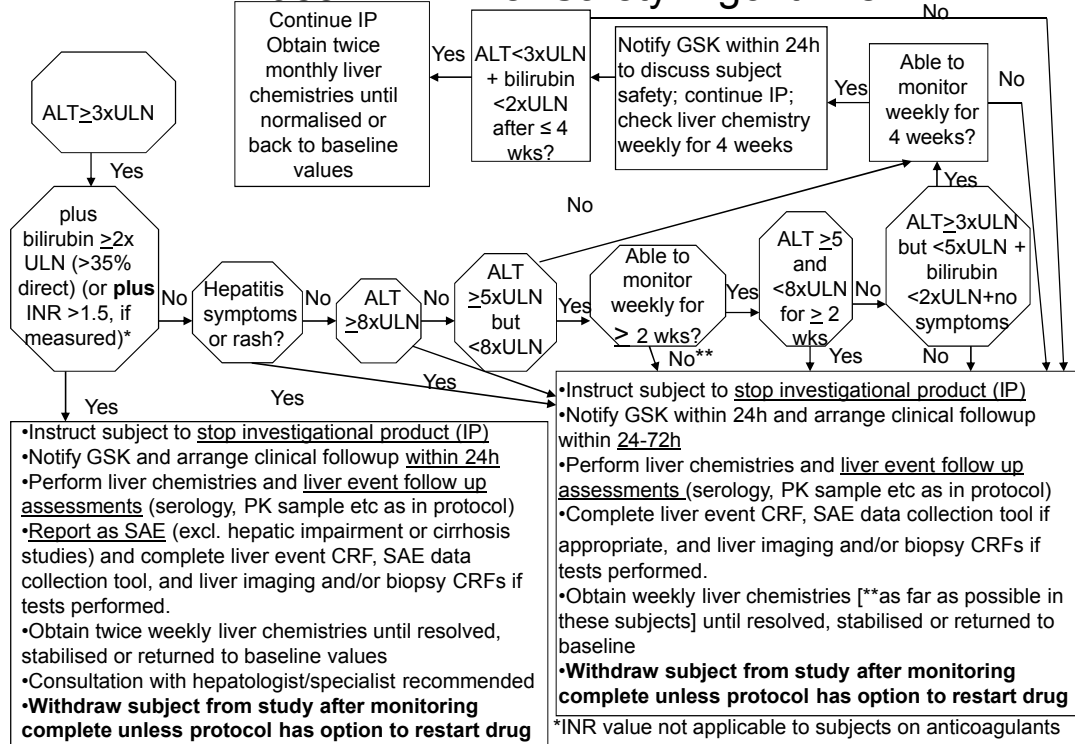 No
Continue IP
Obtain twice
monthly liver
chemistries until
normalised or
back to baseline
values
Yes
ALT<3xULN
+ bilirubin
<2xULN
after ≤ 4
wks?
Notify GSK within 24h
to discuss subject
safety; continue IP;
check liver chemistry
weekly for 4 weeks
Yes
Able to
monitor
weekly for
4 weeks?
No
ALT≥3xULN
Yes
plus
bilirubin ≥2x
ULN (>35%
direct) (or plus
INR >1.5, if
measured)*
No
Hepatitis
symptoms
or rash?
No
ALT
≥8xULN
No
ALT
≥5xULN
but
<8xULN
No
Yes
Able to
monitor
weekly for
≥ 2 wks?
Yes
ALT ≥5
and
<8xULN
for ≥ 2
wks
No
ALT≥3xULN
but <5xULN +
bilirubin
<2xULN+no
symptoms
Yes
No**
Yes
No
Yes
Yes
Yes
•Instruct subject to stop investigational product (IP)
•Notify GSK and arrange clinical followup within 24h
•Perform liver chemistries and liver event follow up
assessments (serology, PK sample etc as in protocol)
•Report as SAE (excl. hepatic impairment or cirrhosis
studies) and complete liver event CRF, SAE data
collection tool, and liver imaging and/or biopsy CRFs if
tests performed.
•Obtain twice weekly liver chemistries until resolved,
stabilised or returned to baseline values
•Consultation with hepatologist/specialist recommended
•Withdraw subject from study after monitoring
complete unless protocol has option to restart drug
•Instruct subject to stop investigational product (IP)
•Notify GSK within 24h and arrange clinical followup
within 24-72h
•Perform liver chemistries and liver event follow up
assessments (serology, PK sample etc as in protocol)
•Complete liver event CRF, SAE data collection tool if
appropriate, and liver imaging and/or biopsy CRFs if
tests performed.
•Obtain weekly liver chemistries [**as far as possible in
these subjects] until resolved, stabilised or returned to
baseline
•Withdraw subject from study after monitoring
complete unless protocol has option to restart drug
*INR value not applicable to subjects on anticoagulants